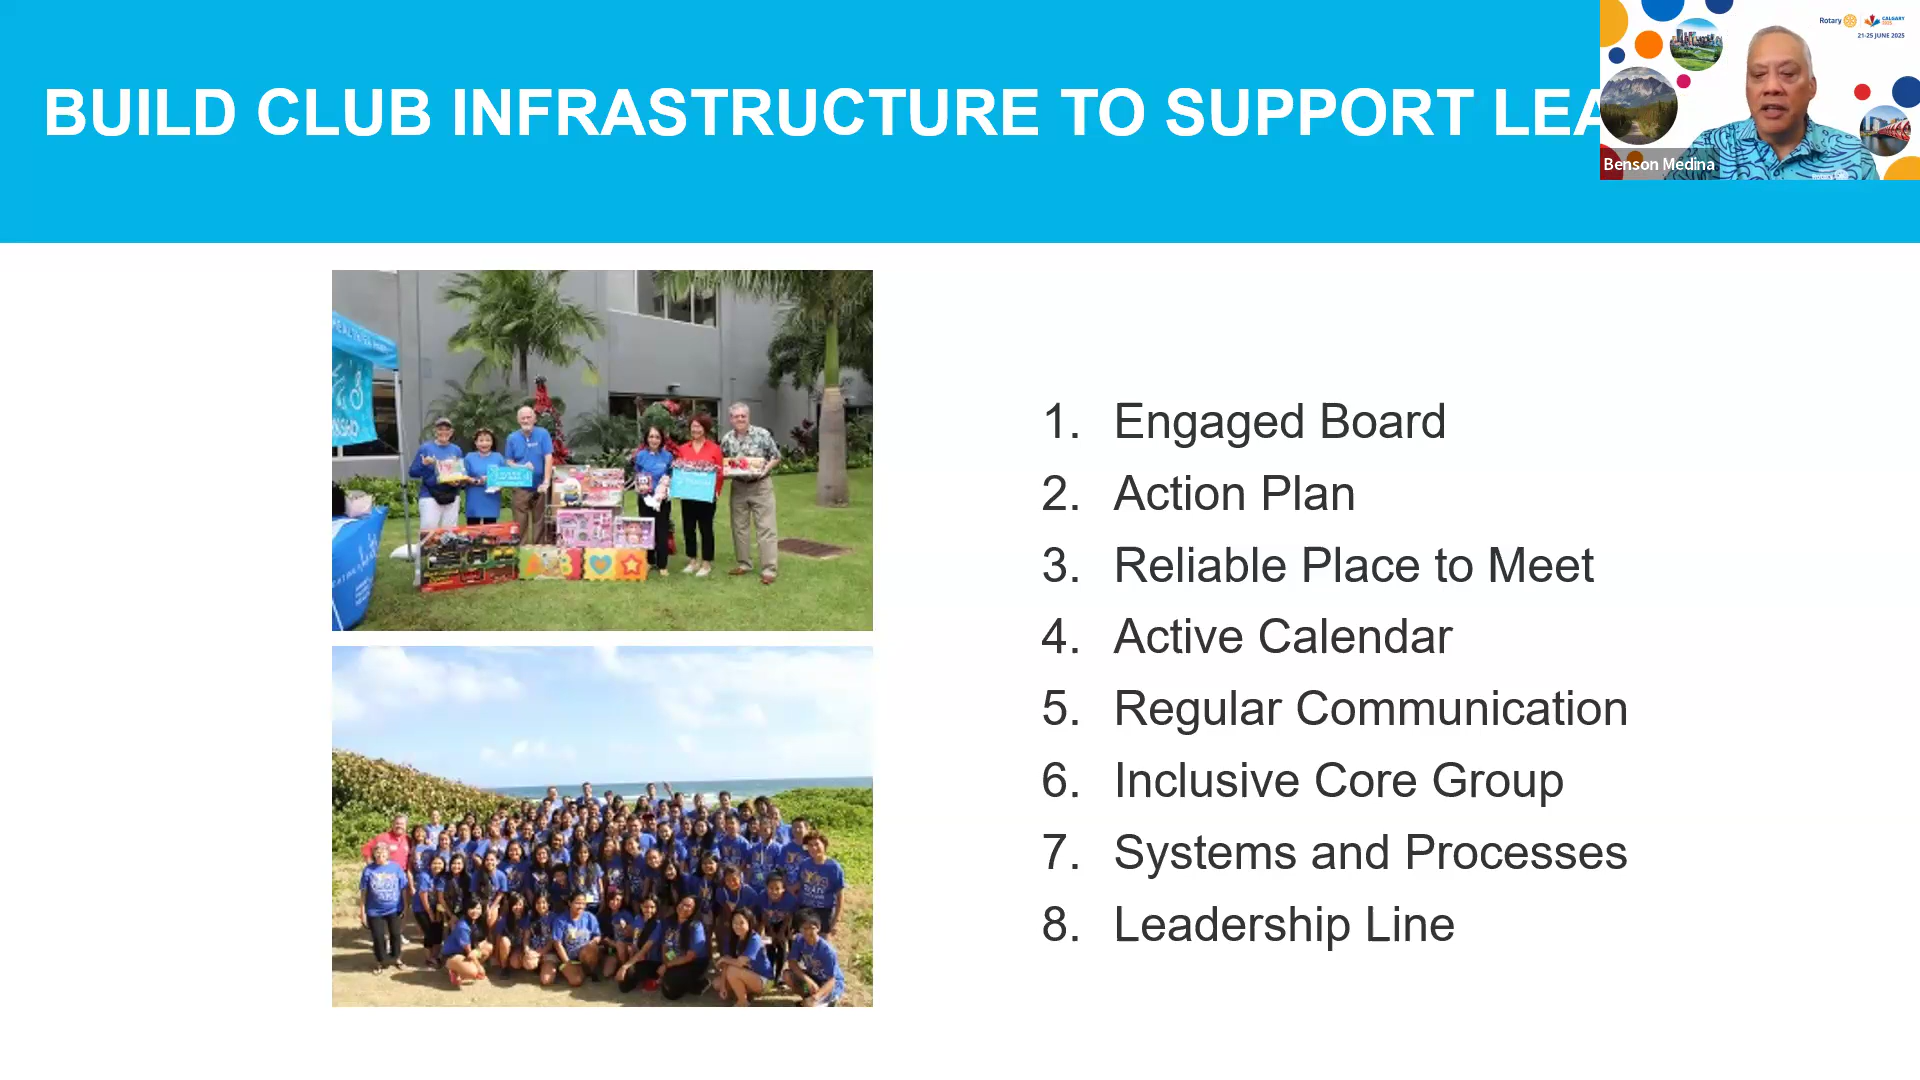 BUILD CLUB INFRASTRUCTURE TO SUPPORT LEA
Rotary
CALGARY
21-25 JUNE 2025
Benson Medina
1. Engaged Board
2. Action Plan
3. Reliable Place to Meet
4. Active Calendar
5. Regular Communication
6. Inclusive Core Group
7. Systems and Processes
8. Leadership Line